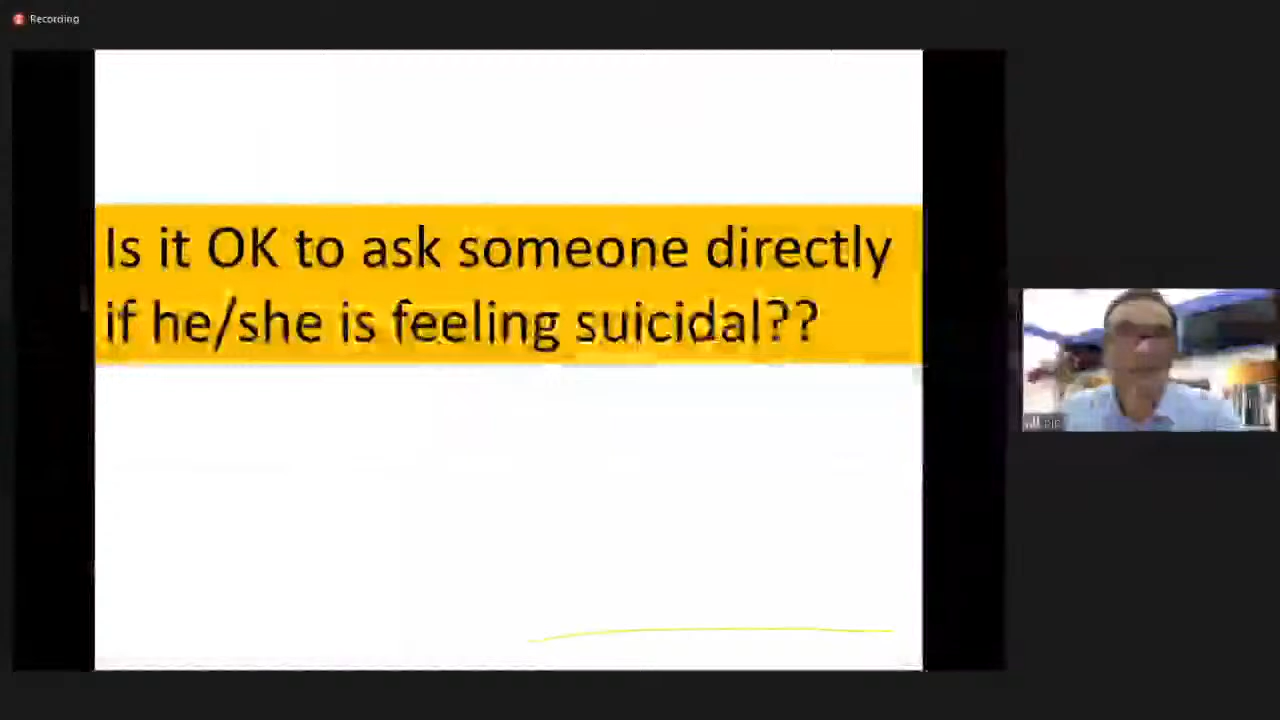 Recording
Is it OK to ask someone directly
if he/she is feeling suicidal??